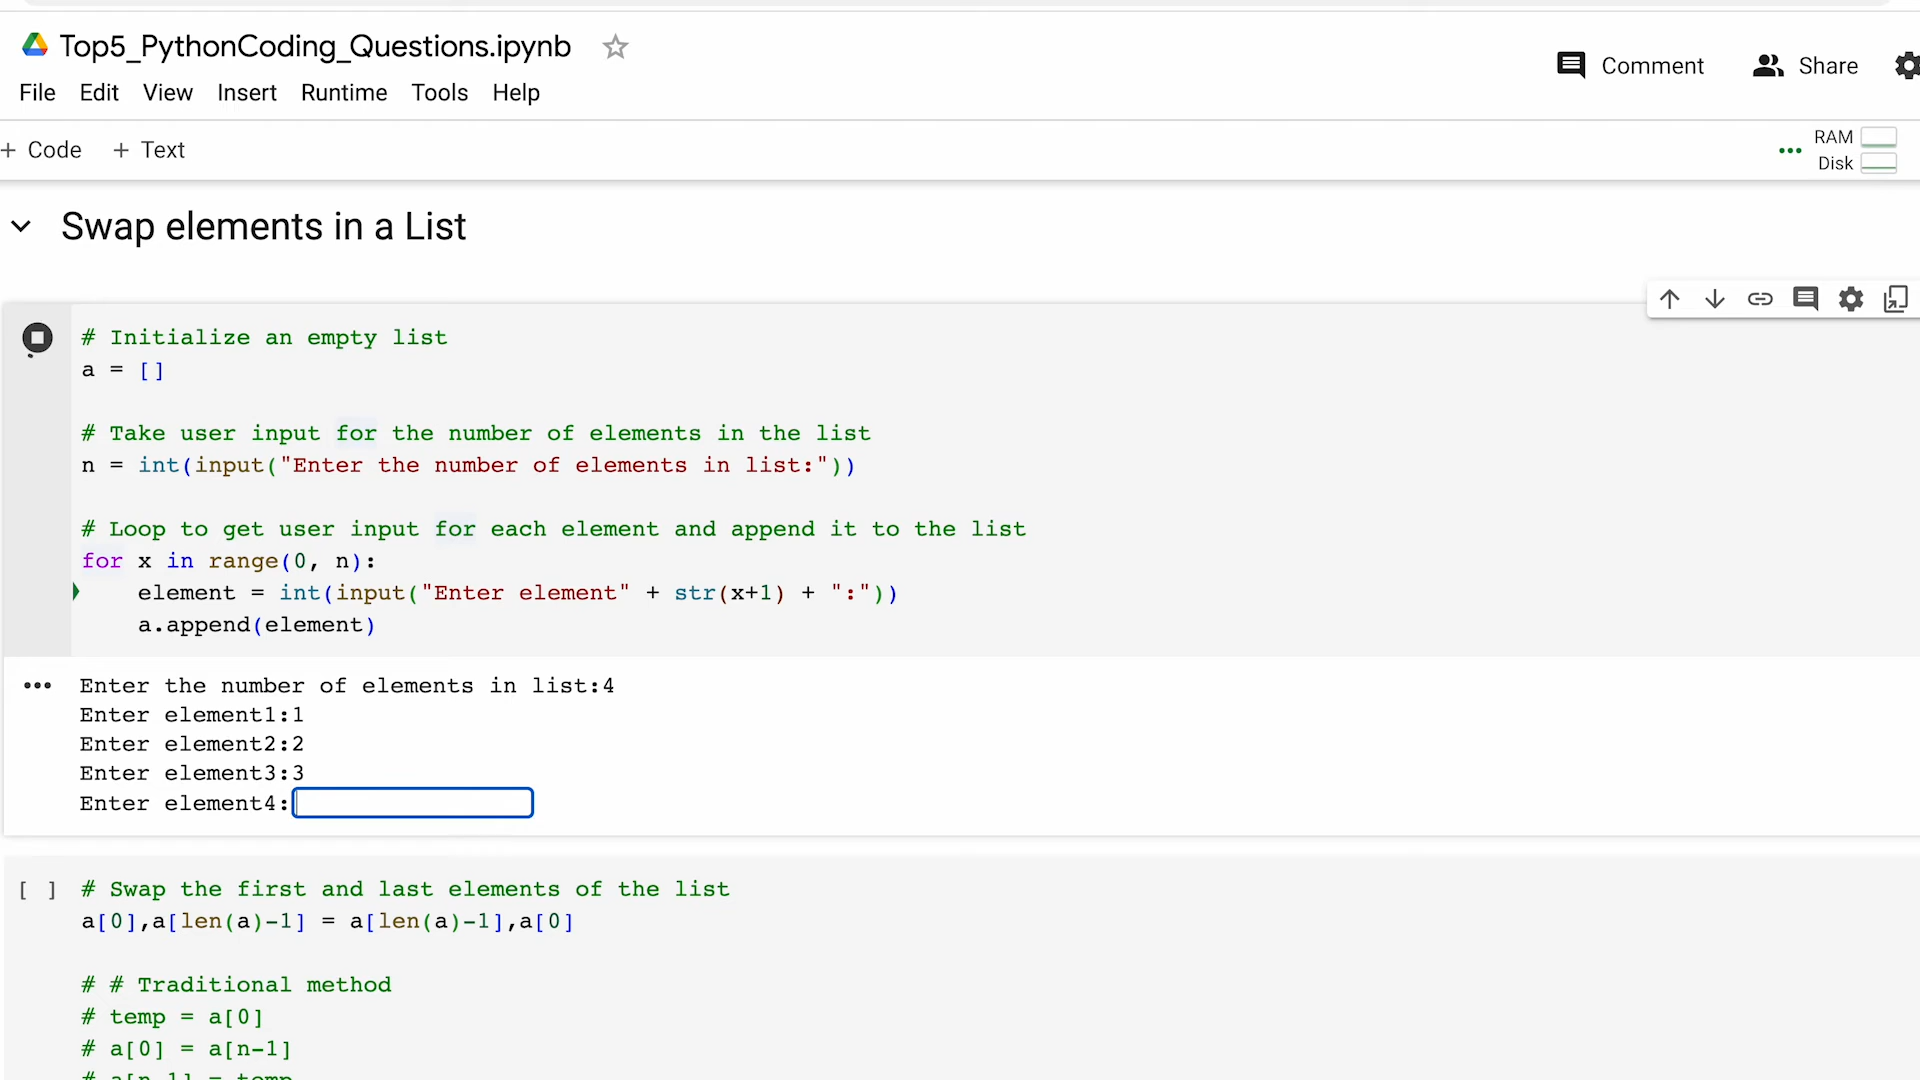 Top5_PythonCoding_Questions.ipynb
Comment Share
File Edit View Insert Runtime Tools Help
+ Code + Text
RAM
Disk
Swap elements in a List
# Initialize an empty list
a = []
# Take user input for the number of elements in the list
n = int(input("Enter the number of elements in list:"))
# Loop to get user input for each element and append it to the list
for x in range(0, n):
    element = int(input("Enter element" + str(x+1) + ":"))
    a.append(element)
Enter the number of elements in list:4
Enter element1:1
Enter element2:2
Enter element3:3
Enter element4:
[ ] # Swap the first and last elements of the list
a[0],a[len(a)-1] = a[len(a)-1],a[0]
# # Traditional method
# temp = a[0]
# a[0] = a[n-1]
# a[n-1] = temp